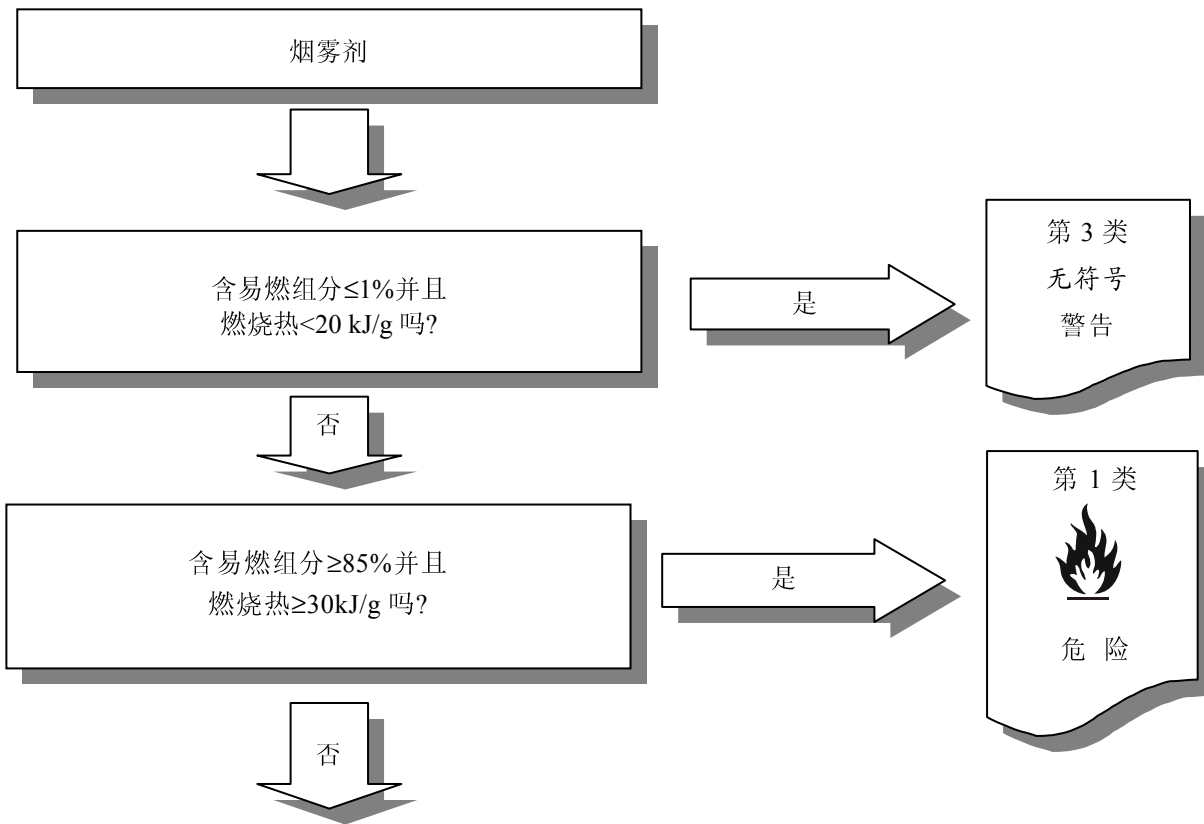 烟雾剂
含易燃组分≤1%并且
燃烧热<20 kJ/g 吗?
是
第 3 类
无符号
警告
否
含易燃组分≥85%并且
燃烧热≥30kJ/g 吗?
是
第 1 类
危 险
否